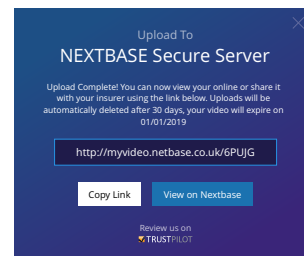 Upload To
NEXTBASE Secure Server
Upload Complete! You can now view your online or share it
with your insurer using the link below. Uploads will be
automatically deleted after 30 days, your video will expire on
01/01/2019
http://myvideo.netbase.co.uk/6PUJG
Copy Link
View on Nextbase
Review us on
TRUSTPILOT